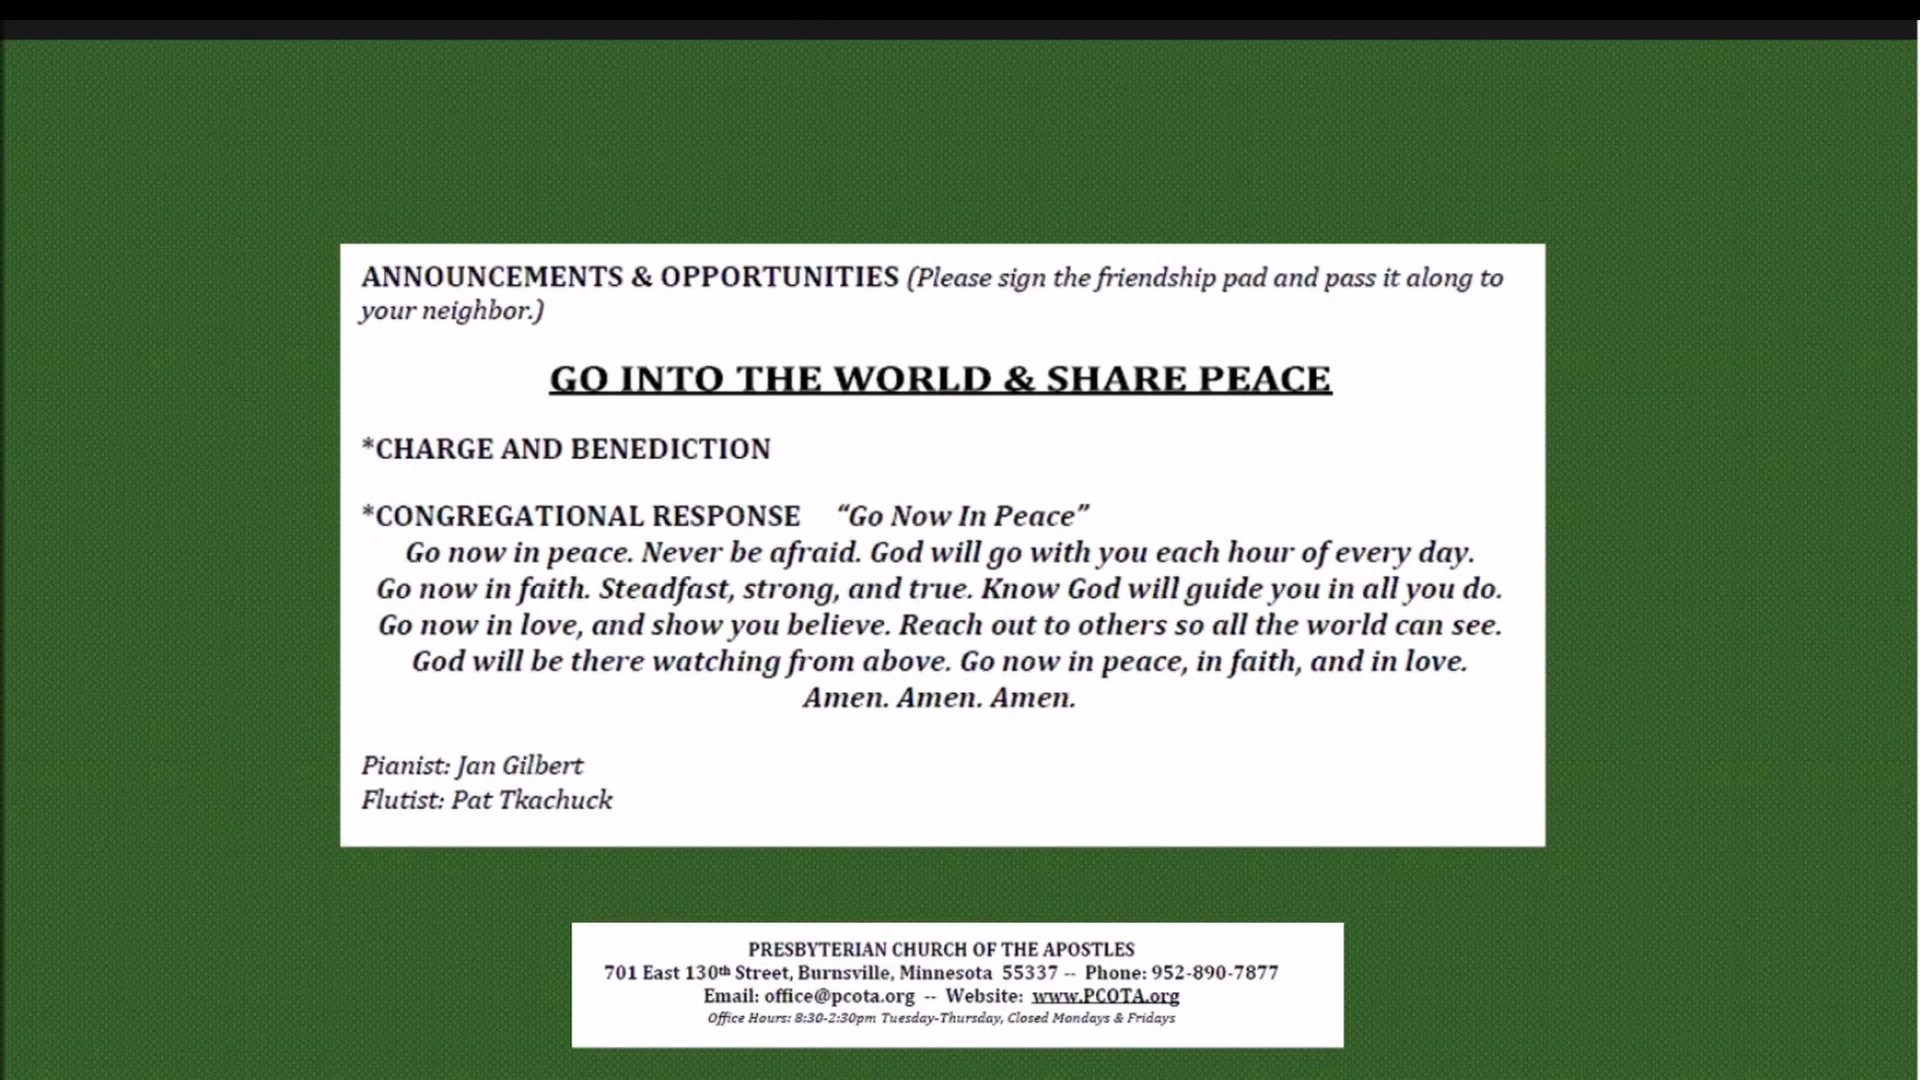 ANNOUNCEMENTS & OPPORTUNITIES (Please sign the friendship pad and pass it along to
your neighbor.)
GO INTO THE WORLD & SHARE PEACE
*CHARGE AND BENEDICTION
*CONGREGATIONAL RESPONSE “Go Now In Peace”
Go now in peace. Never be afraid. God will go with you each hour of every day.
Go now in faith. Steadfast, strong, and true. Know God will guide you in all you do.
Go now in love, and show you believe. Reach out to others so all the world can see.
God will be there watching from above. Go now in peace, in faith, and in love.
Amen. Amen. Amen.
Pianist: Jan Gilbert
Flutist: Pat Tkachuck
PRESBYTERIAN CHURCH OF THE APOSTLES
701 East 130th Street, Burnsville, Minnesota 55337 -- Phone: 952-890-7877
Email: office@pcota.org -- Website: www.PCOTA.org
Office Hours: 8:30-2:30pm Tuesday-Thursday, Closed Mondays & Fridays